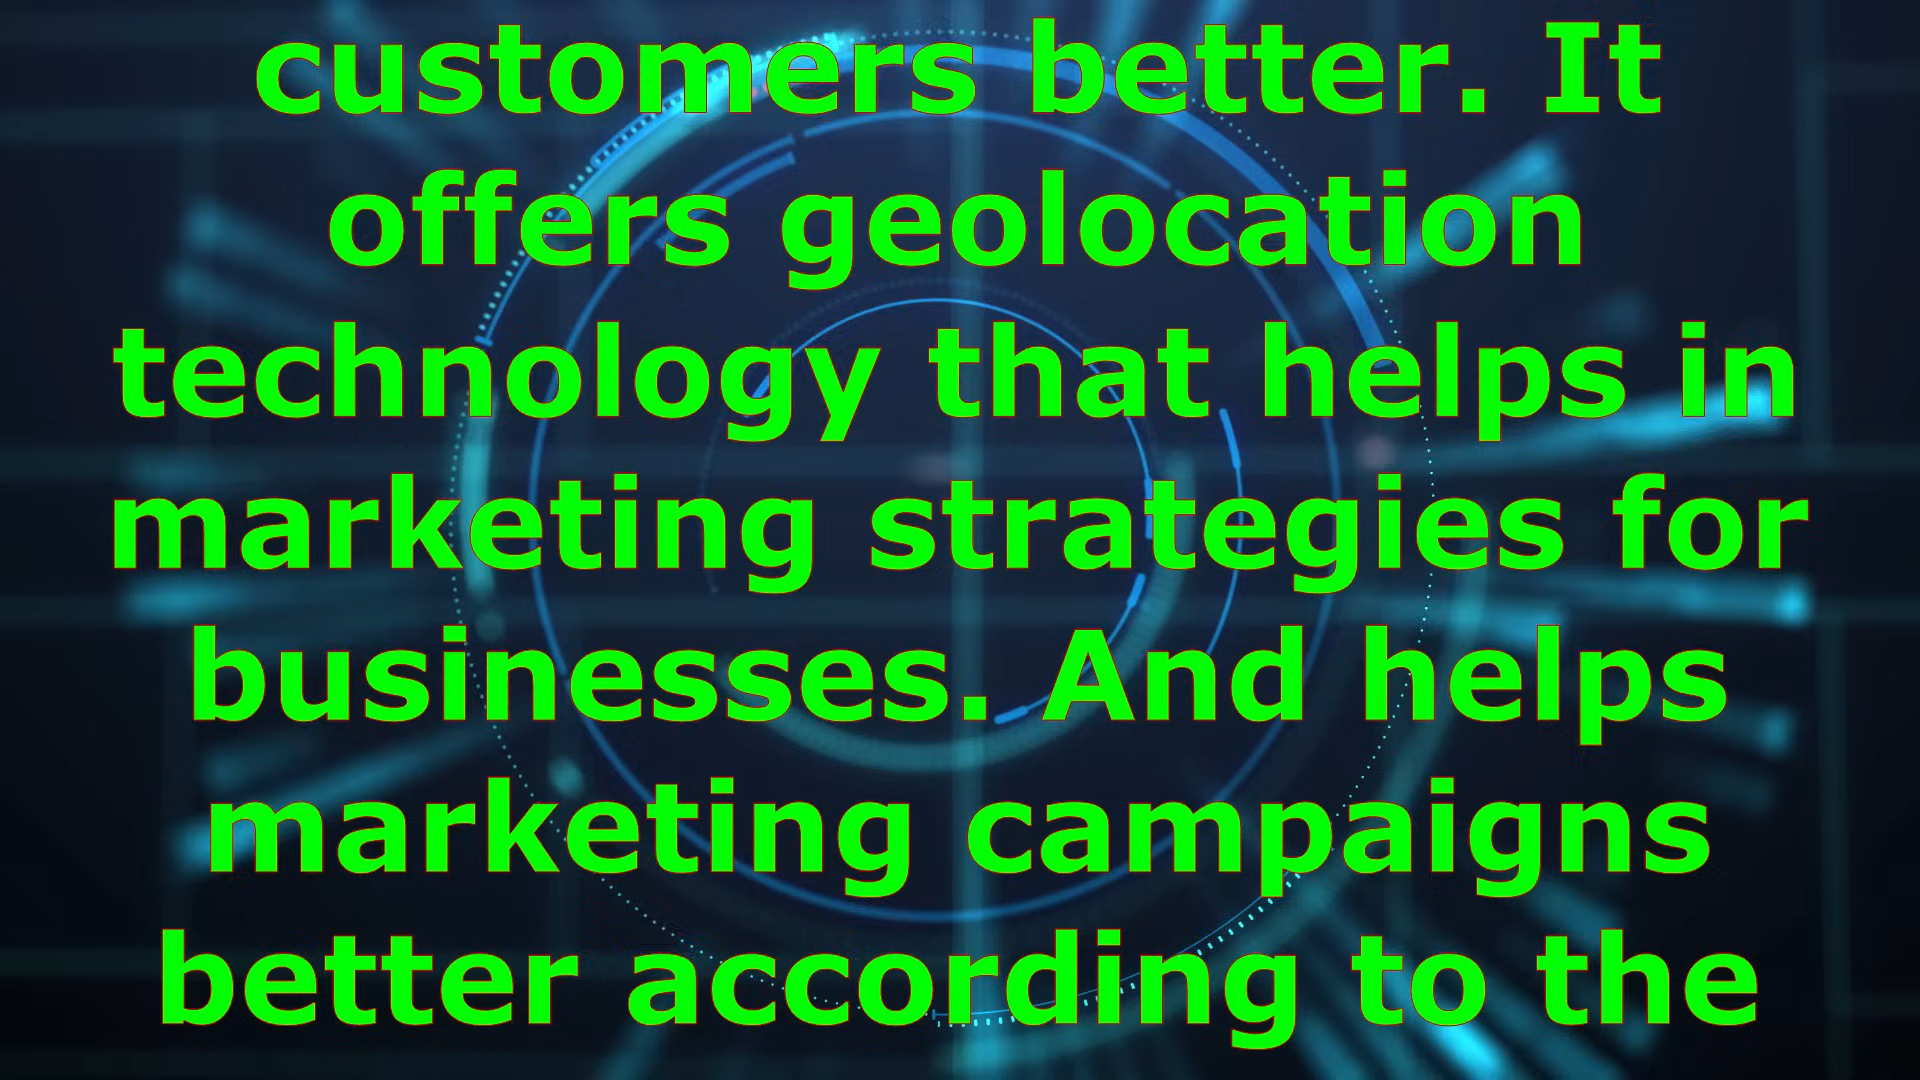 customers better. It
offers geolocation
technology that helps in
marketing strategies for
businesses. And helps
marketing campaigns
better according to the